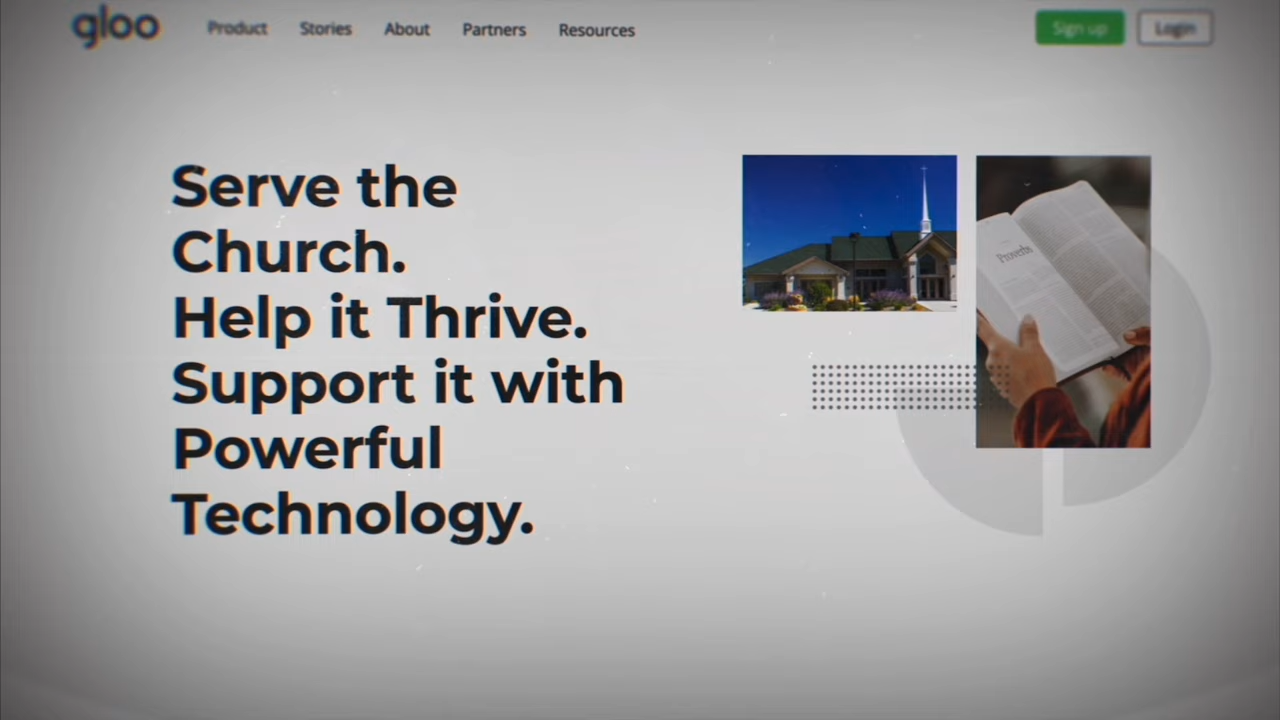 gloo
Product Stories About Partners Resources
Sign up Login
Serve the
Church.
Help it Thrive.
Support it with
Powerful
Technology.
Proverbs